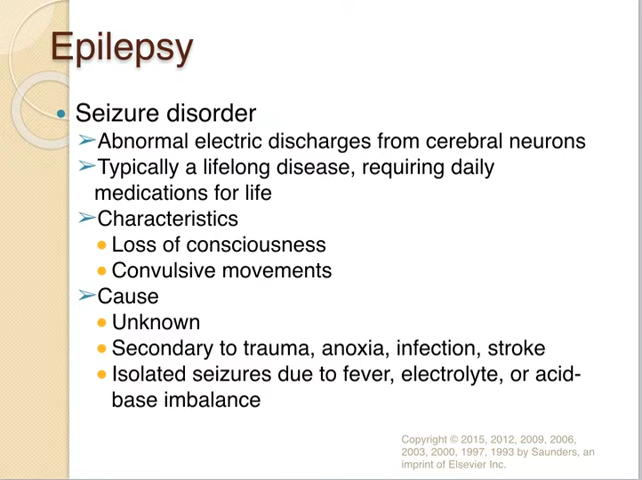 Epilepsy
• Seizure disorder
➢Abnormal electric discharges from cerebral neurons
➢Typically a lifelong disease, requiring daily
medications for life
➢Characteristics
• Loss of consciousness
• Convulsive movements
➢Cause
• Unknown
• Secondary to trauma, anoxia, infection, stroke
• Isolated seizures due to fever, electrolyte, or acid-
base imbalance
Copyright © 2015, 2012, 2009, 2006,
2003, 2000, 1997, 1993 by Saunders, an
imprint of Elsevier Inc.